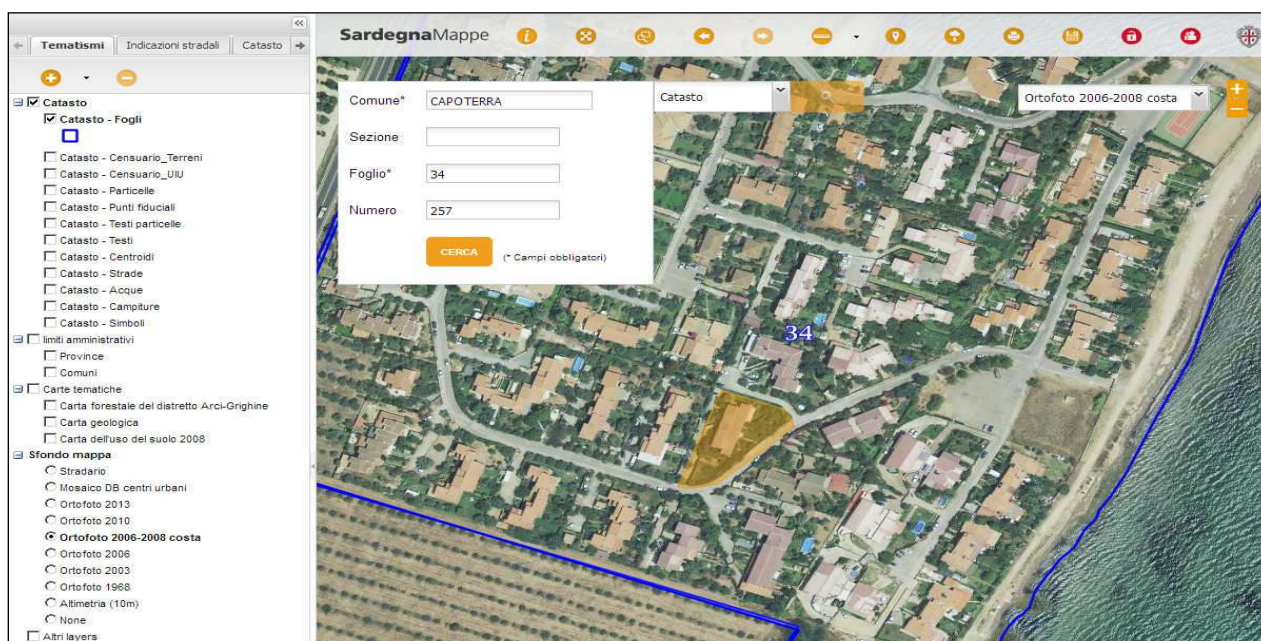 Tematismi
Indicazioni stradali
Catasto
Catasto
Catasto - Fogli
Catasto - Censuario_Terreni
Catasto - Censuario_UIU
Catasto - Particelle
Catasto - Punti fiduciali
Catasto - Testi particelle
Catasto - Testi
Catasto - Centroidi
Catasto - Strade
Catasto - Acque
Catasto - Campiture
Catasto - Simboli
limiti amministrativi
Province
Comuni
Carte tematiche
Carta forestale del distretto Arci-Grighine
Carta geologica
Carta dell'uso del suolo 2008
Sfondo mappa
Stradario
Mosaico DB centri urbani
Ortofoto 2013
Ortofoto 2010
Ortofoto 2006-2008 costa
Ortofoto 2006
Ortofoto 2003
Ortofoto 1968
Altimetria (10m)
None
Altri layers
SardegnaMappe
Comune* CAPOTERRA
Sezione
Foglio* 34
Numero 257
CERCA (* Campi obbligatori)
Catasto
Ortofoto 2006-2008 costa
34